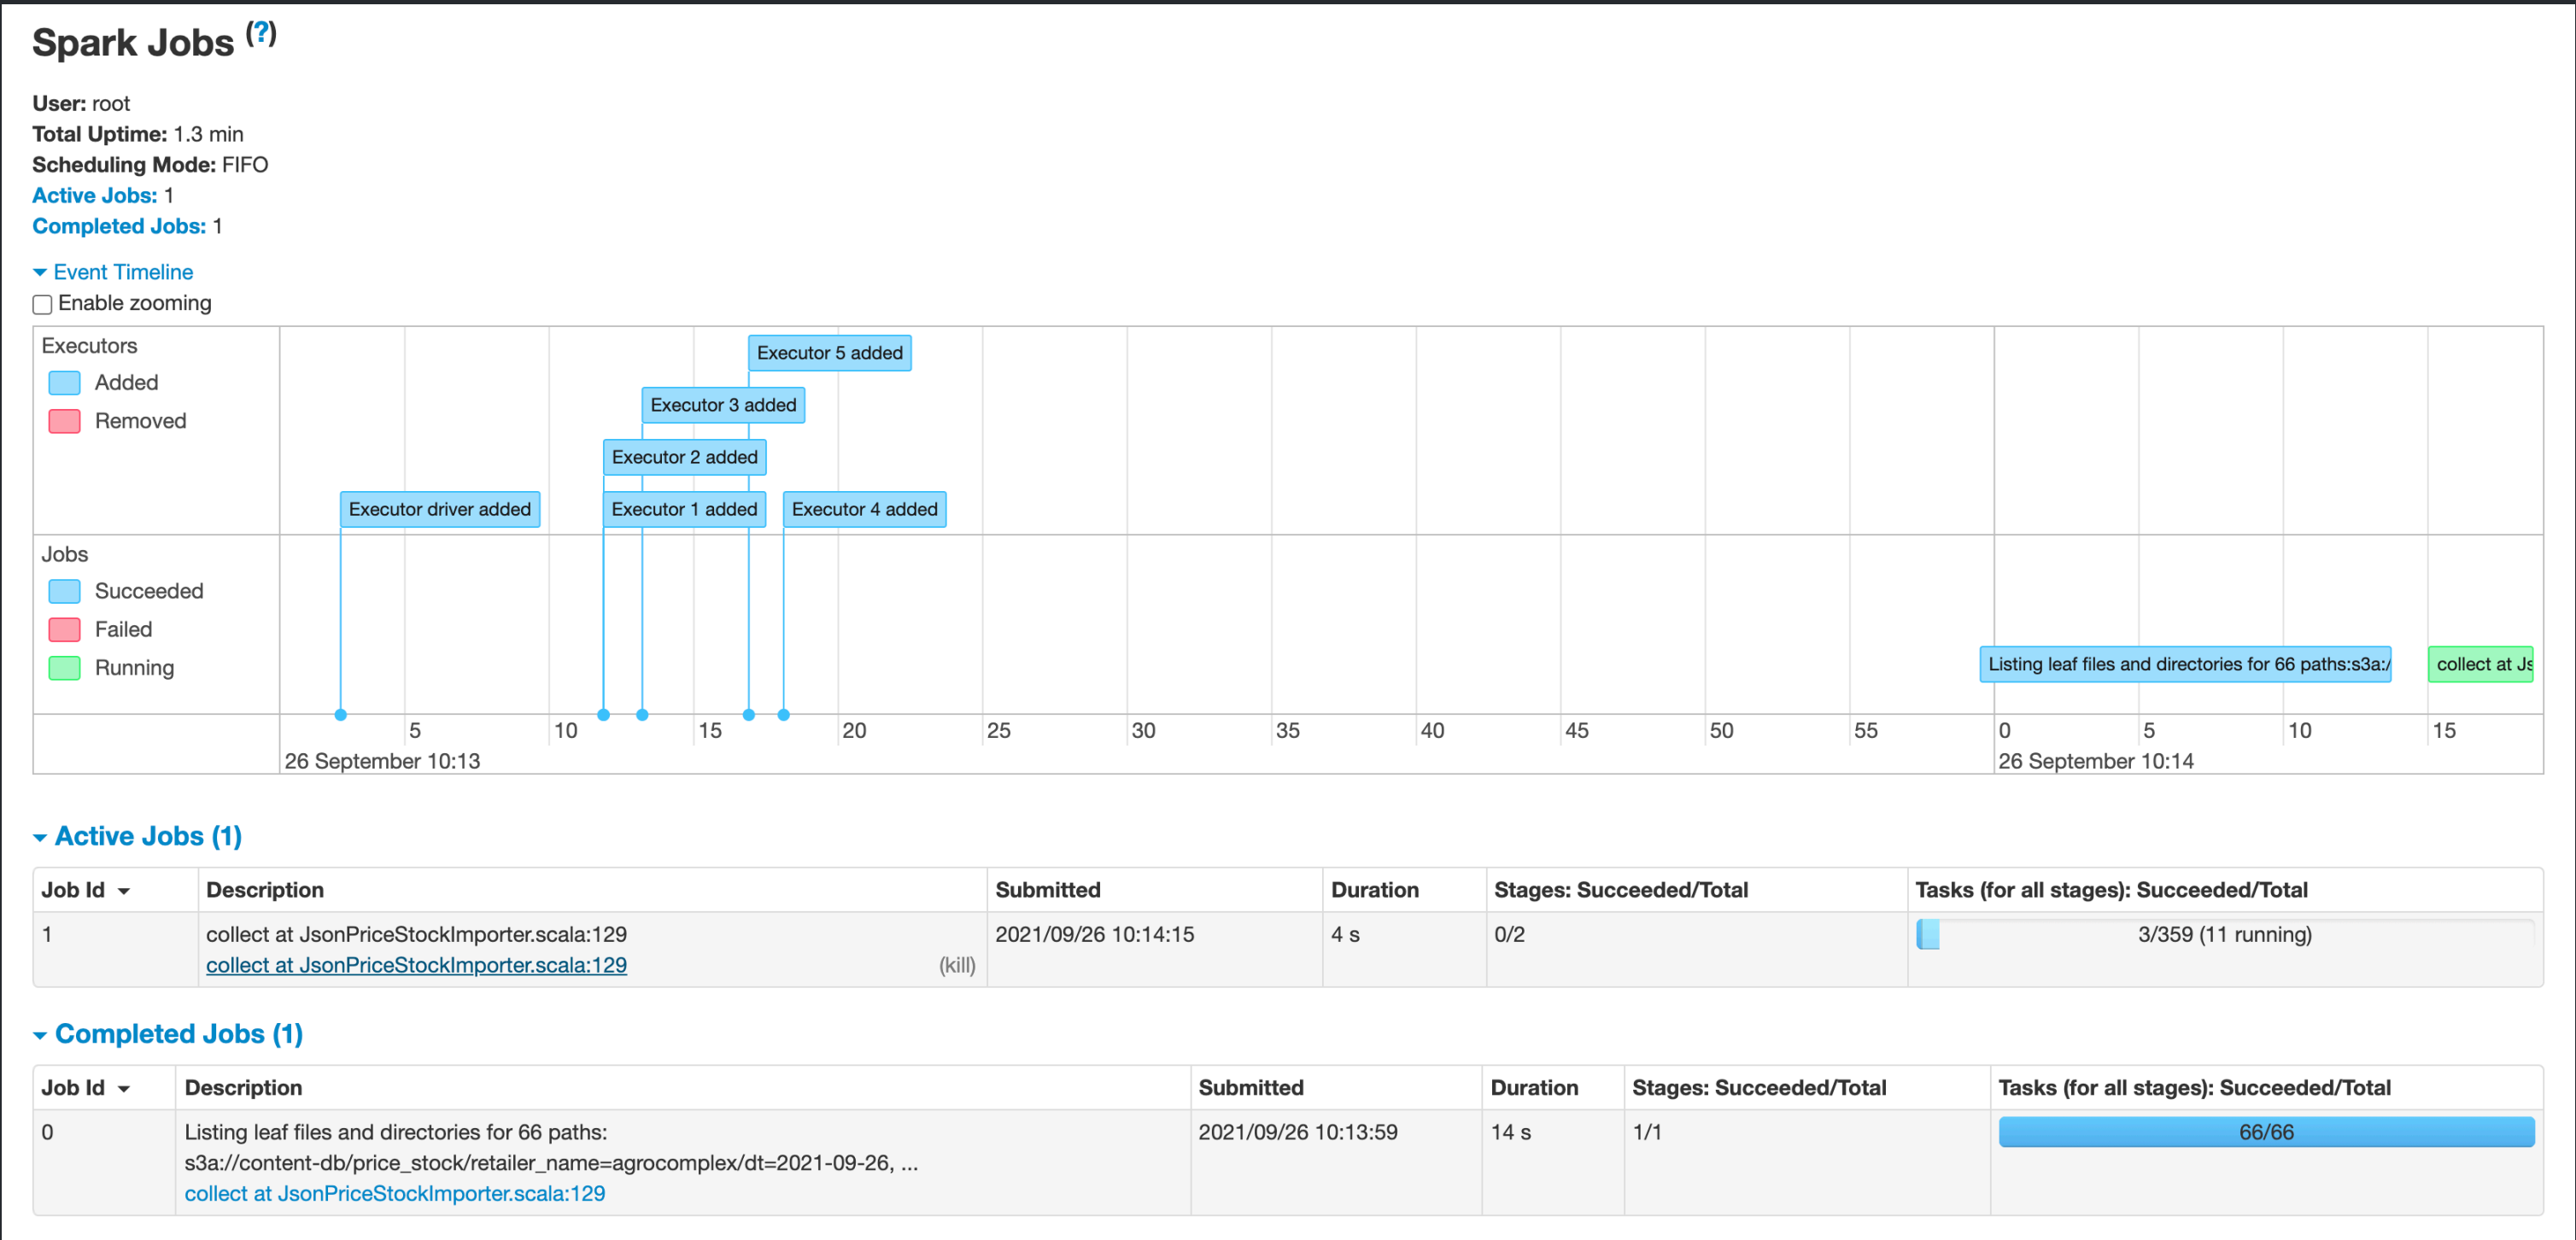 Spark Jobs (?)
User: root
Total Uptime: 1.3 min
Scheduling Mode: FIFO
Active Jobs: 1
Completed Jobs: 1
Event Timeline
Enable zooming
Executors
Added
Removed
Executor 5 added
Executor 3 added
Executor 2 added
Executor driver added
Executor 1 added
Executor 4 added
Jobs
Succeeded
Failed
Running
Listing leaf files and directories for 66 paths:s3a:/
collect at Js
5 10 15 20 25 30 35 40 45 50 55 0 5 10 15
26 September 10:13 26 September 10:14
Active Jobs (1)
Job Id Description Submitted Duration Stages: Succeeded/Total Tasks (for all stages): Succeeded/Total
1 collect at JsonPriceStockImporter.scala:129 2021/09/26 10:14:15 4 s 0/2 3/359 (11 running)
collect at JsonPriceStockImporter.scala:129 (kill)
Completed Jobs (1)
Job Id Description Submitted Duration Stages: Succeeded/Total Tasks (for all stages): Succeeded/Total
0 Listing leaf files and directories for 66 paths: 2021/09/26 10:13:59 14 s 1/1 66/66
s3a://content-db/price_stock/retailer_name=agrocomplex/dt=2021-09-26, ...
collect at JsonPriceStockImporter.scala:129